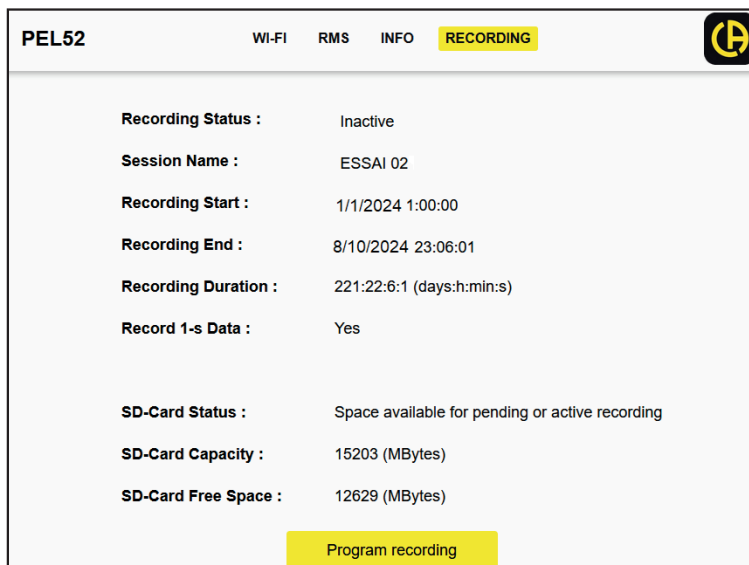 PEL52 WI-FI RMS INFO RECORDING
Recording Status : Inactive
Session Name : ESSAI 02
Recording Start : 1/1/2024 1:00:00
Recording End : 8/10/2024 23:06:01
Recording Duration : 221:22:6:1 (days:h:min:s)
Record 1-s Data : Yes
SD-Card Status : Space available for pending or active recording
SD-Card Capacity : 15203 (MBytes)
SD-Card Free Space : 12629 (MBytes)
Program recording